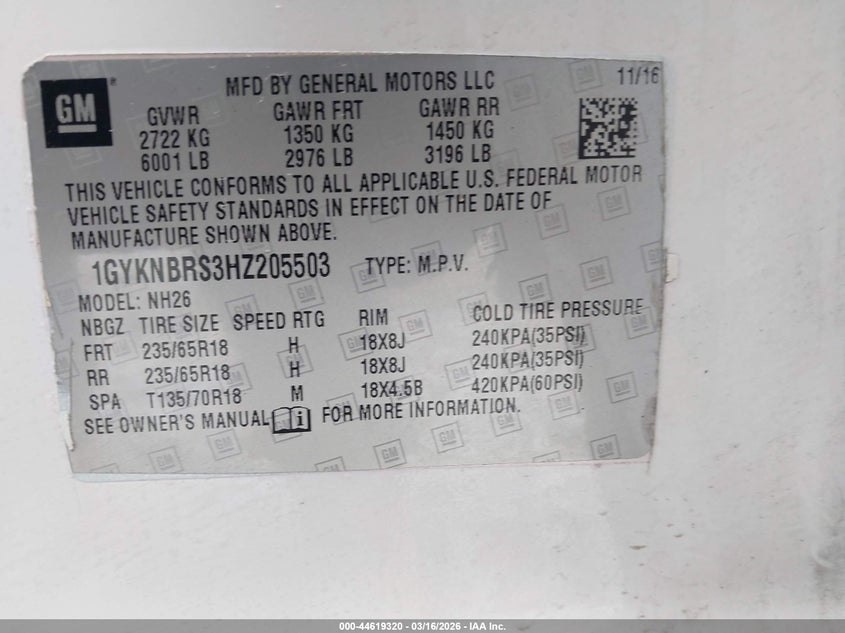 GM
MFD BY GENERAL MOTORS LLC
11/16
GVWR GAWR FRT GAWR RR
2722 KG 1350 KG 1450 KG
6001 LB 2976 LB 3196 LB
THIS VEHICLE CONFORMS TO ALL APPLICABLE U.S. FEDERAL MOTOR
VEHICLE SAFETY STANDARDS IN EFFECT ON THE DATE OF
MANUFACTURE SHOWN ABOVE.
1GYKNBRS3HZ205503 TYPE: M.P.V.
MODEL: NH26
NBGZ TIRE SIZE SPEED RTG RIM COLD TIRE PRESSURE
FRT 235/65R18 H 18X8J 240KPA(35PSI)
RR 235/65R18 H 18X8J 240KPA(35PSI)
SPA T135/70R18 M 18X4.5B 420KPA(60PSI)
SEE OWNER'S MANUAL i FOR MORE INFORMATION.
000-44619320 - 03/16/2026 - IAA Inc.